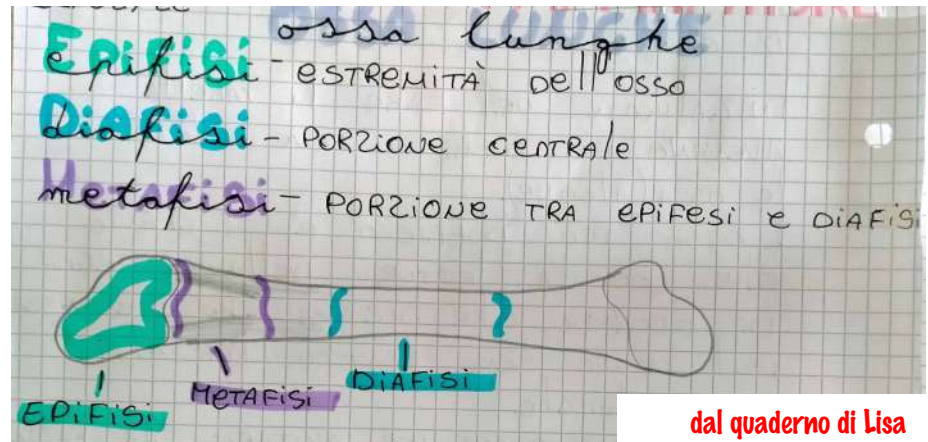 ossa lunghe
epifisi - ESTREMITÀ DELL'OSSO
Diafisi - PORZIONE CENTRALE
metafisi - PORZIONE TRA EPIFESI E DIAFISI
EPIFISI
METAFISI
DIAFISI
dal quaderno di Lisa